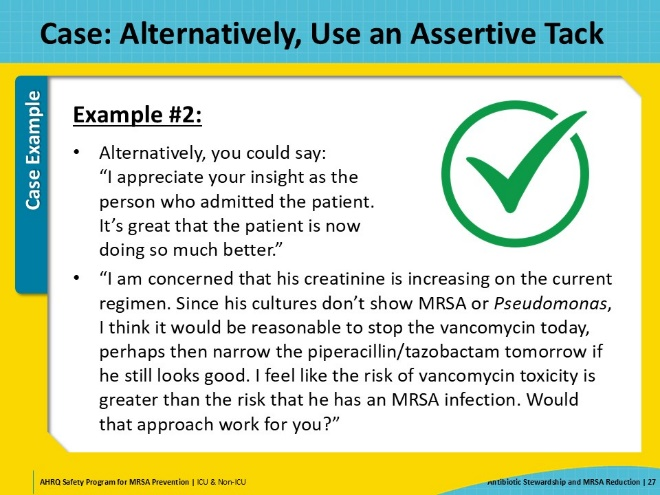 Case: Alternatively, Use an Assertive Tack
Case Example
Example #2:
• Alternatively, you could say:
“I appreciate your insight as the
person who admitted the patient.
It’s great that the patient is now
doing so much better.”
• “I am concerned that his creatinine is increasing on the current
regimen. Since his cultures don’t show MRSA or Pseudomonas,
I think it would be reasonable to stop the vancomycin today,
perhaps then narrow the piperacillin/tazobactam tomorrow if
he still looks good. I feel like the risk of vancomycin toxicity is
greater than the risk that he has an MRSA infection. Would
that approach work for you?”
AHRQ Safety Program for MRSA Prevention | ICU & Non-ICU
Antibiotic Stewardship and MRSA Reduction | 27